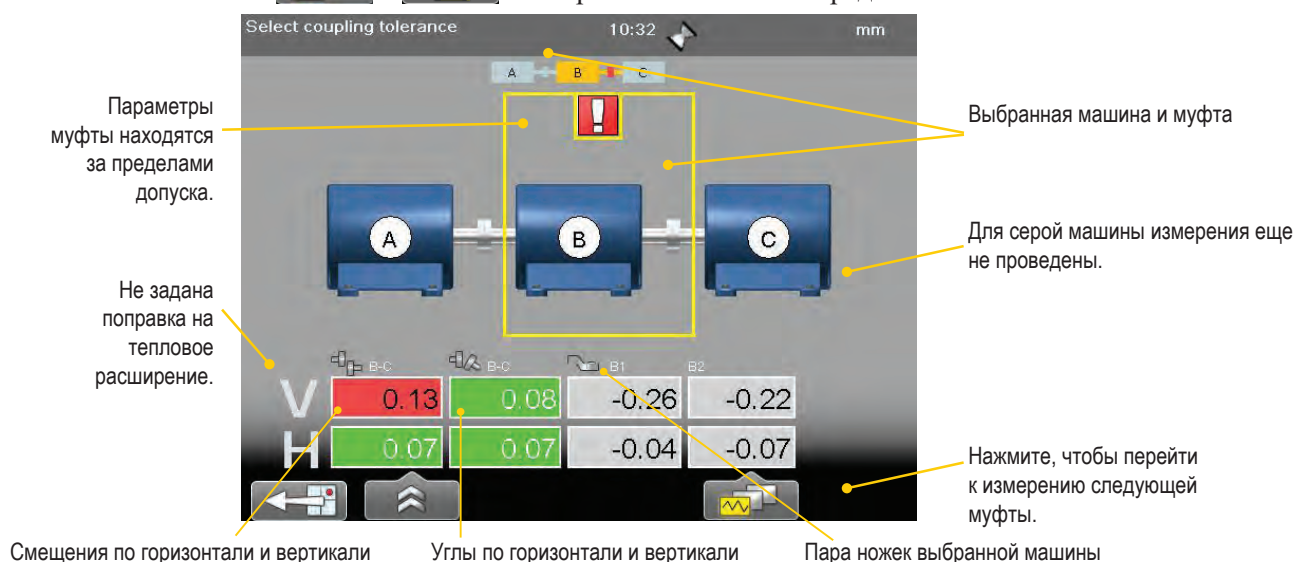 Select coupling tolerance 10:32 mm
A B C
Параметры
муфты находятся
за пределами
допуска.
Выбранная машина и муфта
A B C
Для серой машины измерения еще
не проведены.
Не задана
поправка на
тепловое
расширение.
B-C B-C B1 B2
V 0.13 0.08 -0.26 -0.22
H 0.07 0.07 -0.04 -0.07
Нажмите, чтобы перейти
к измерению следующей
муфты.
Смещения по горизонтали и вертикали
Углы по горизонтали и вертикали
Пара ножек выбранной машины